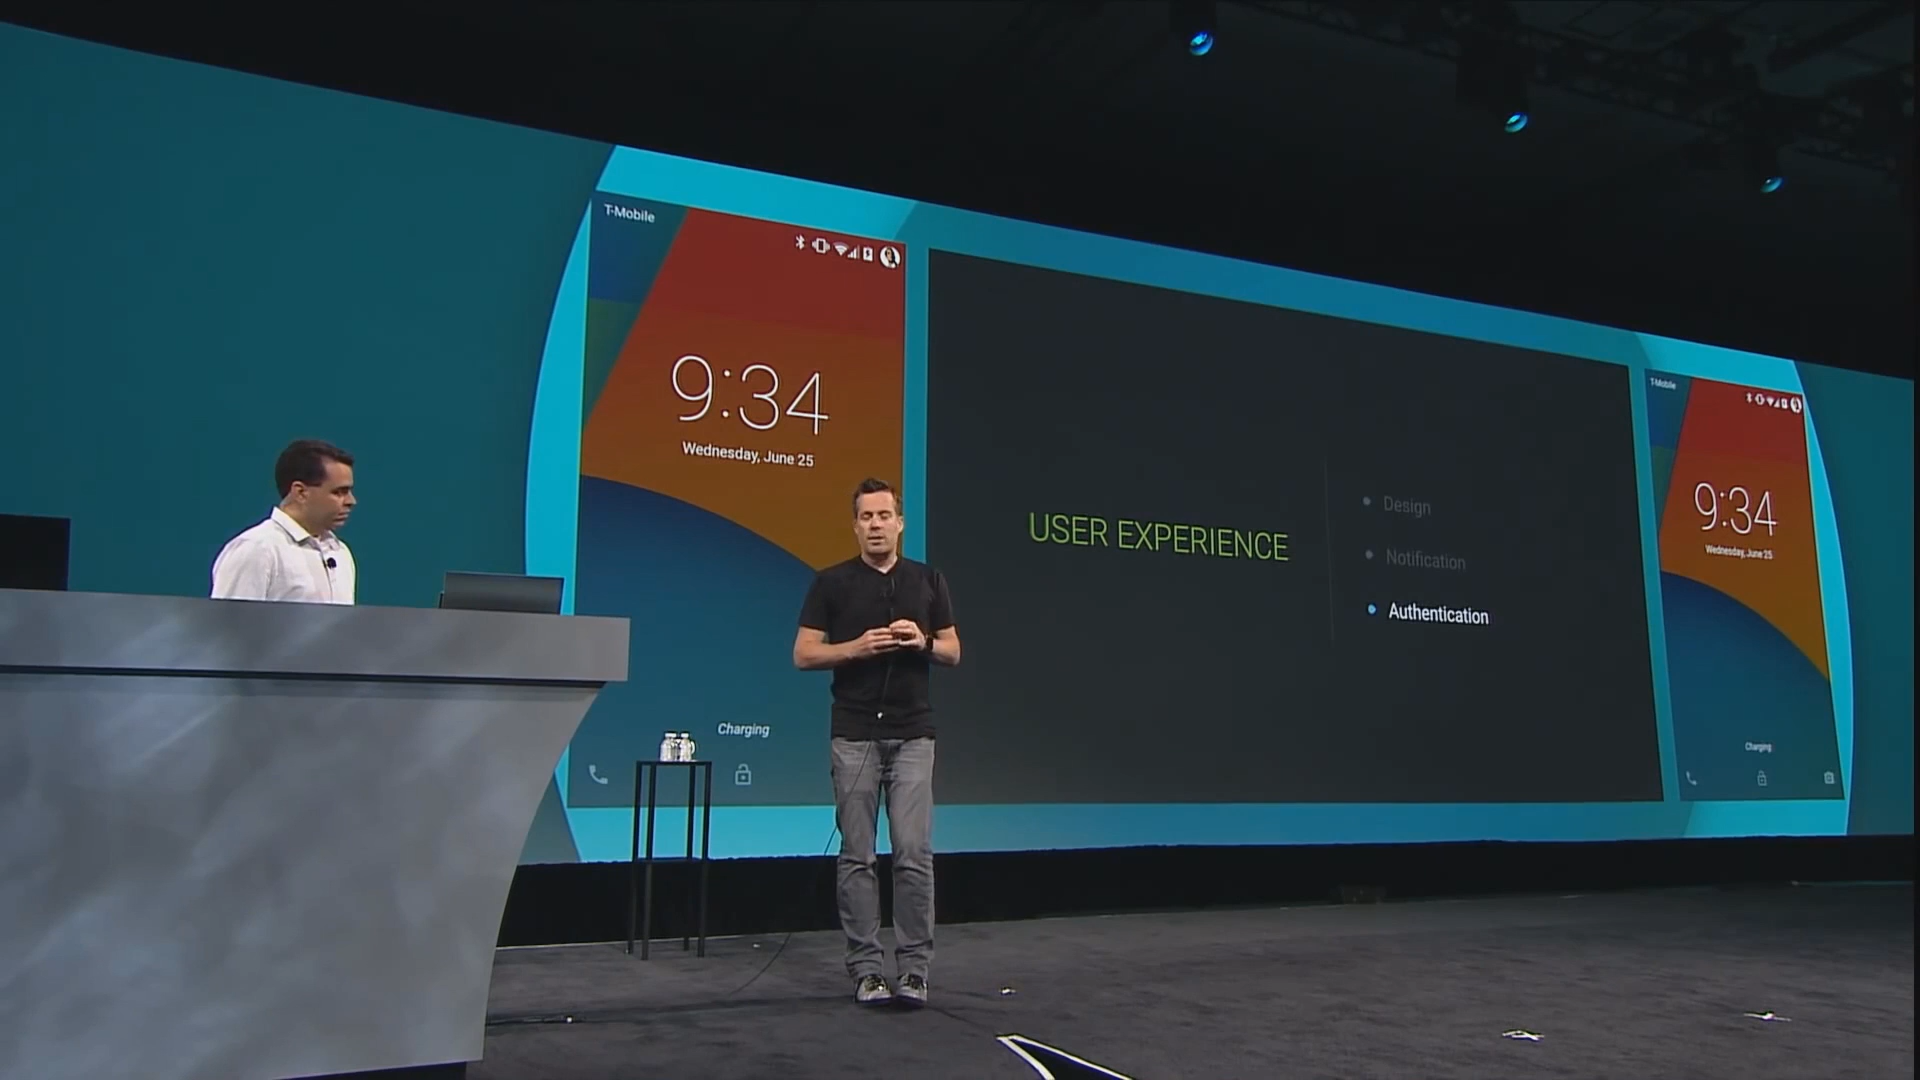 T-Mobile
9:34
Wednesday, June 25
Charging
USER EXPERIENCE
Design
Notification
Authentication
T-Mobile
9:34
Wednesday, June 25
Charging